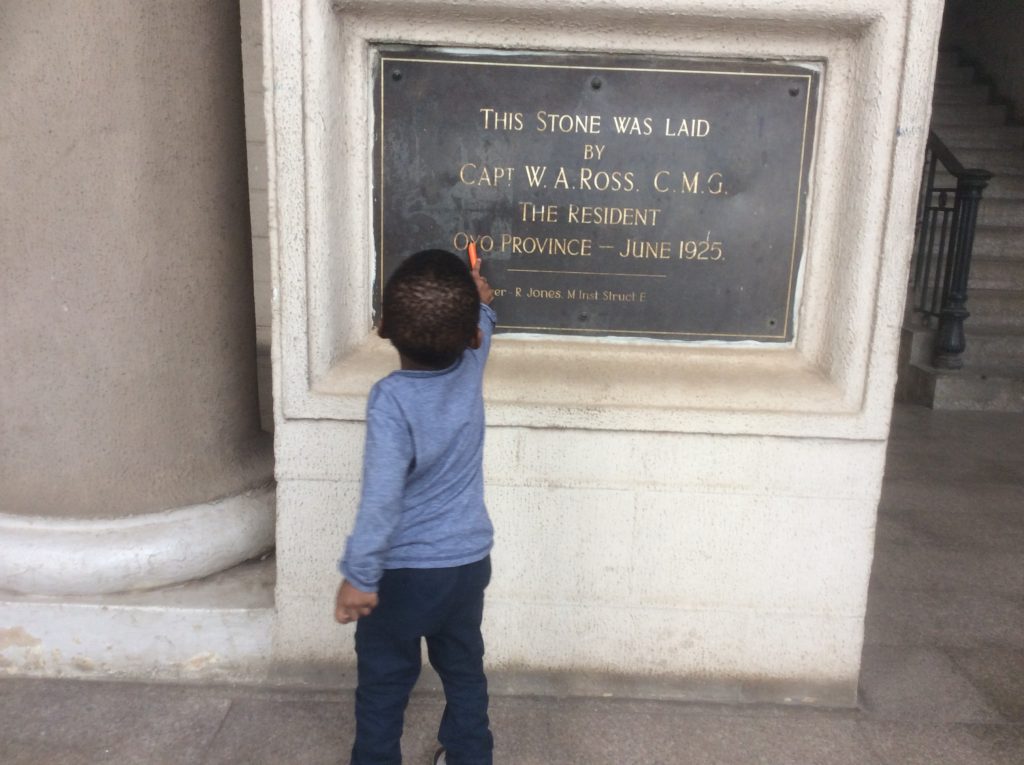 THIS STONE WAS LAID
BY
CAPT W. A. ROSS. C. M. G.
THE RESIDENT
OYO PROVINCE - JUNE 1925.
R. JONES. M INST STRUCT E